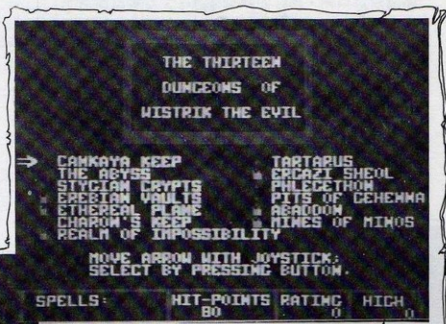 THE THIRTEEN
DUNGEONS OF
WISTRIK THE EVIL
CAMKAYA KEEP
THE ABYSS
STYGIAN CRYPTS
EREBIAN VAULTS
ETHEREAL PLANE
CHARON'S KEEP
REALM OF IMPOSSIBILITY
TARTARUS
ERCAZI SHEOL
PHLEGETHON
PITS OF GEHENNA
ABADDON
MINES OF MINOS
MOVE ARROW WITH JOYSTICK;
SELECT BY PRESSING BUTTON.
SPELLS: HIT-POINTS RATING HIGH
80 0 0